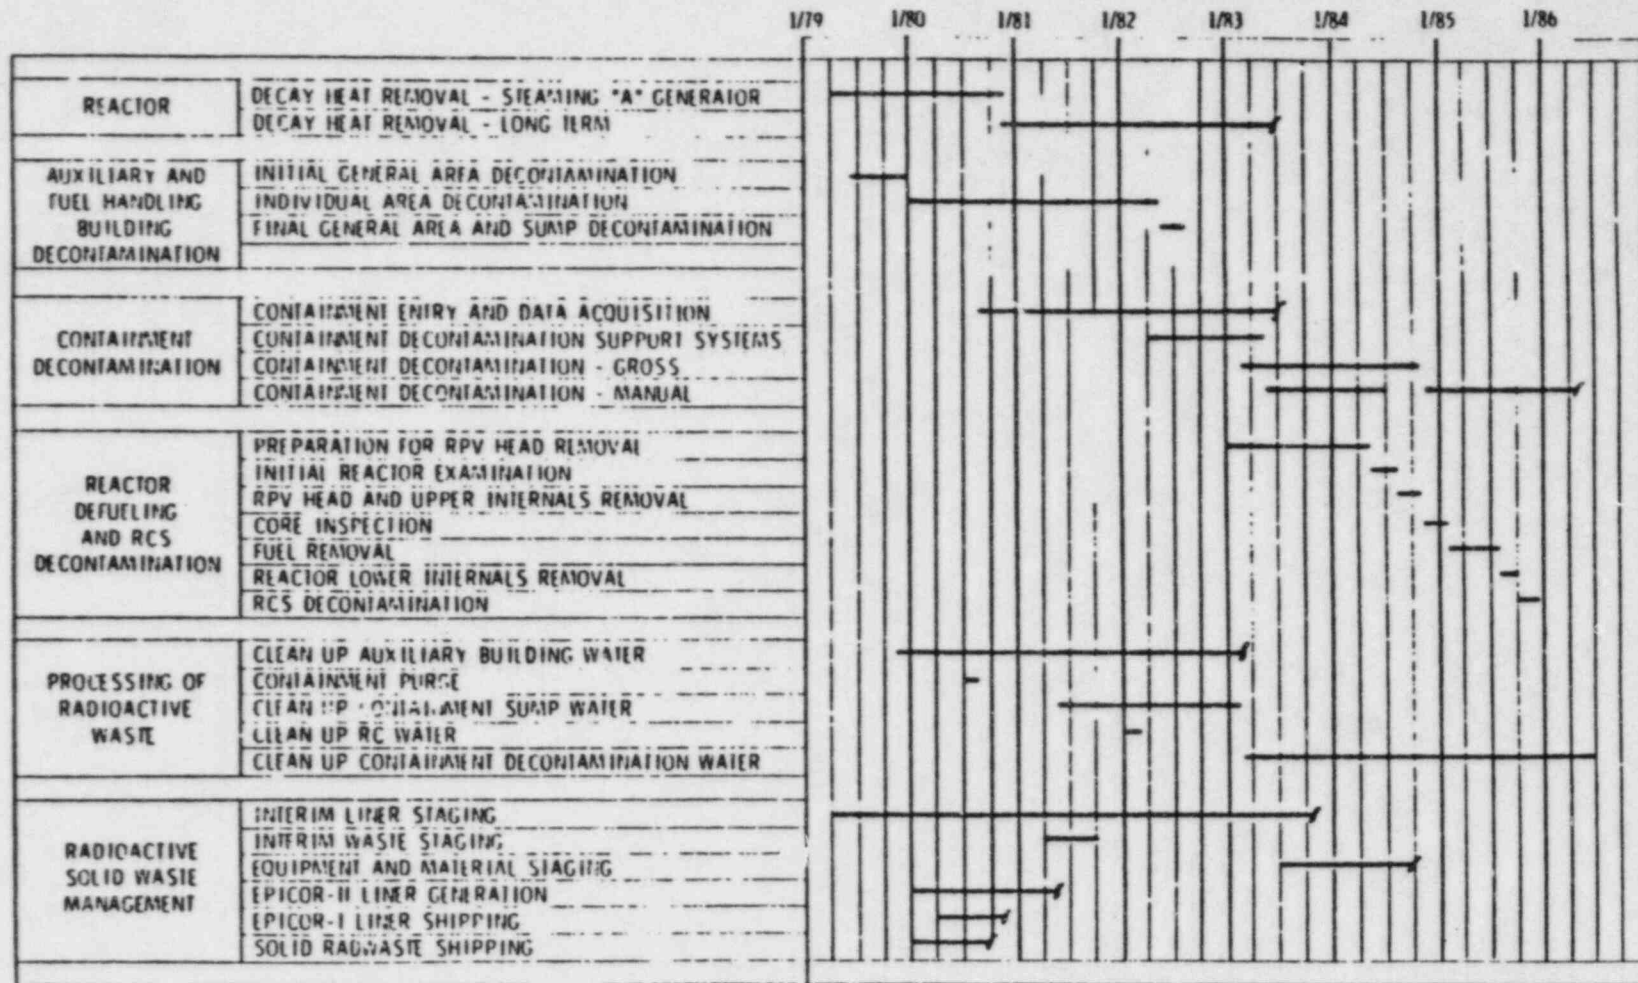 1/79 1/80 1/81 1/82 1/83 1/84 1/85 1/86
REACTOR
DECAY HEAT REMOVAL - STEAMING "A" GENERATOR
DECAY HEAT REMOVAL - LONG TERM
AUXILIARY AND
FUEL HANDLING
BUILDING
DECONTAMINATION
INITIAL GENERAL AREA DECONTAMINATION
INDIVIDUAL AREA DECONTAMINATION
FINAL GENERAL AREA AND SUMP DECONTAMINATION
CONTAINMENT
DECONTAMINATION
CONTAINMENT ENTRY AND DATA ACQUISITION
CONTAINMENT DECONTAMINATION SUPPORT SYSTEMS
CONTAINMENT DECONTAMINATION - GROSS
CONTAINMENT DECONTAMINATION - MANUAL
REACTOR
DEFUELING
AND RCS
DECONTAMINATION
PREPARATION FOR RPV HEAD REMOVAL
INITIAL REACTOR EXAMINATION
RPV HEAD AND UPPER INTERNALS REMOVAL
CORE INSPECTION
FUEL REMOVAL
REACTOR LOWER INTERNALS REMOVAL
RCS DECONTAMINATION
PROCESSING OF
RADIOACTIVE
WASTE
CLEAN UP AUXILIARY BUILDING WATER
CONTAINMENT PURGE
CLEAN UP CONTAINMENT SUMP WATER
CLEAN UP RC WATER
CLEAN UP CONTAINMENT DECONTAMINATION WATER
RADIOACTIVE
SOLID WASTE
MANAGEMENT
INTERIM LINER STAGING
INTERIM WASTE STAGING
EQUIPMENT AND MATERIAL STAGING
EPICOR-II LINER GENERATION
EPICOR-I LINER SHIPPING
SOLID RADWASTE SHIPPING